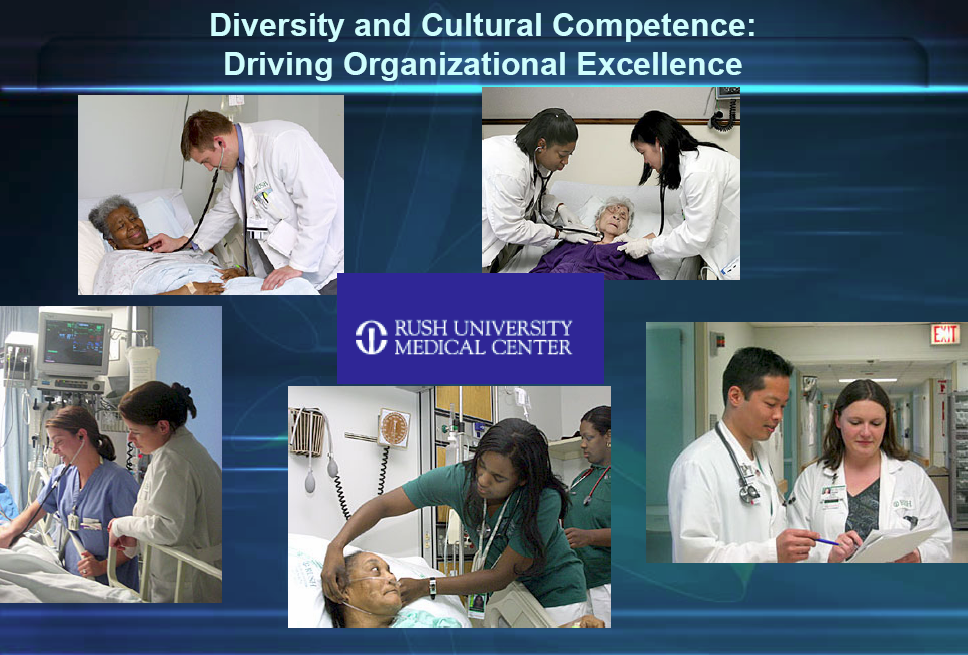 Diversity and Cultural Competence:
Driving Organizational Excellence
RUSH UNIVERSITY
MEDICAL CENTER
EXIT